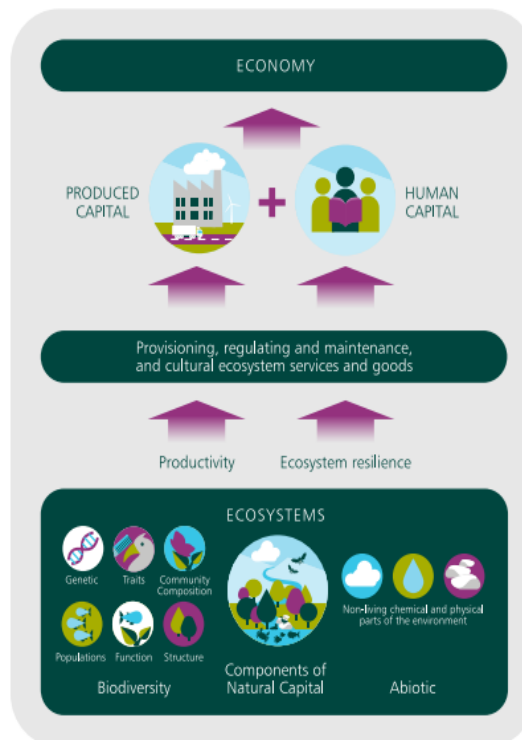 ECONOMY
PRODUCED
CAPITAL
+
HUMAN
CAPITAL
Provisioning, regulating and maintenance,
and cultural ecosystem services and goods
Productivity
Ecosystem resilience
ECOSYSTEMS
Genetic
Traits
Community
Composition
Populations
Function
Structure
Biodiversity
Components of
Natural Capital
Non-living chemical and physical
parts of the environment
Abiotic